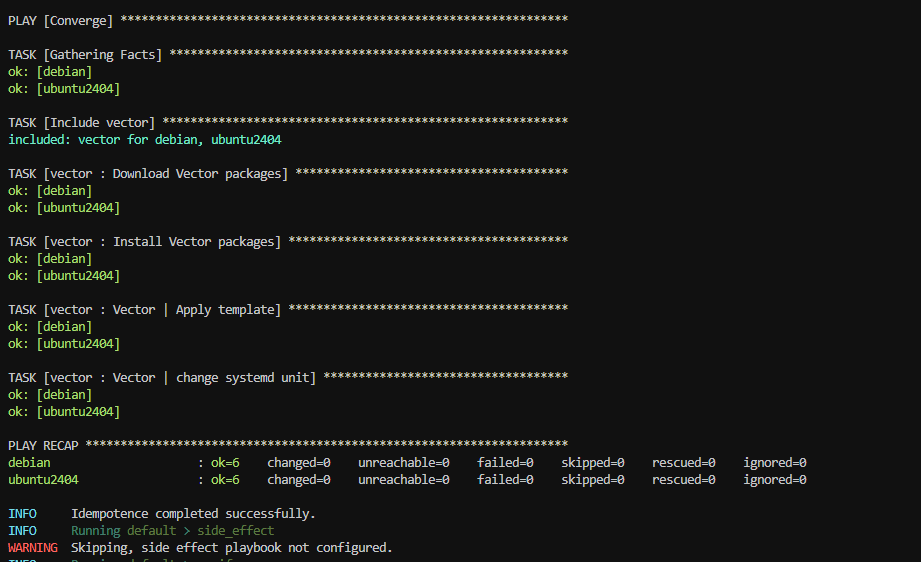 PLAY [Converge] ****************************************************************

TASK [Gathering Facts] *********************************************************
ok: [debian]
ok: [ubuntu2404]

TASK [Include vector] **********************************************************
included: vector for debian, ubuntu2404

TASK [vector : Download Vector packages] ***************************************
ok: [debian]
ok: [ubuntu2404]

TASK [vector : Install Vector packages] ****************************************
ok: [debian]
ok: [ubuntu2404]

TASK [vector : Vector | Apply template] ****************************************
ok: [debian]
ok: [ubuntu2404]

TASK [vector : Vector | change systemd unit] ***********************************
ok: [debian]
ok: [ubuntu2404]

PLAY RECAP *********************************************************************
debian                     : ok=6    changed=0    unreachable=0    failed=0    skipped=0    rescued=0    ignored=0
ubuntu2404                 : ok=6    changed=0    unreachable=0    failed=0    skipped=0    rescued=0    ignored=0

INFO     Idempotence completed successfully.
INFO     Running default > side_effect
WARNING  Skipping, side effect playbook not configured.
INFO